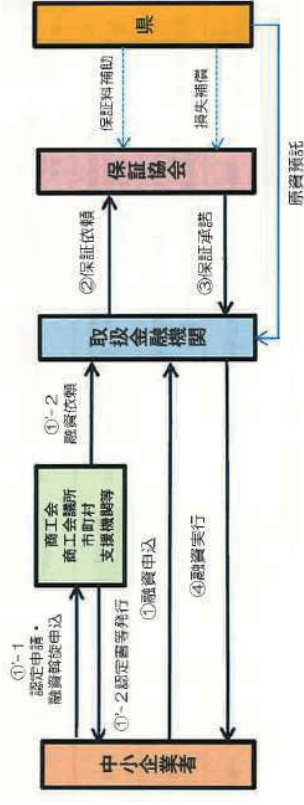 ①'-1
認定申請・
融資斡旋申込
商工会
商工会議所
市町村
支援機関等
①'-2
融資依頼
②保証依頼
保証料補助
中小企業者
①'-2認定書等発行
①融資申込
④融資実行
取扱金融機関
③保証承諾
保証協会
損失補償
県
原資預託